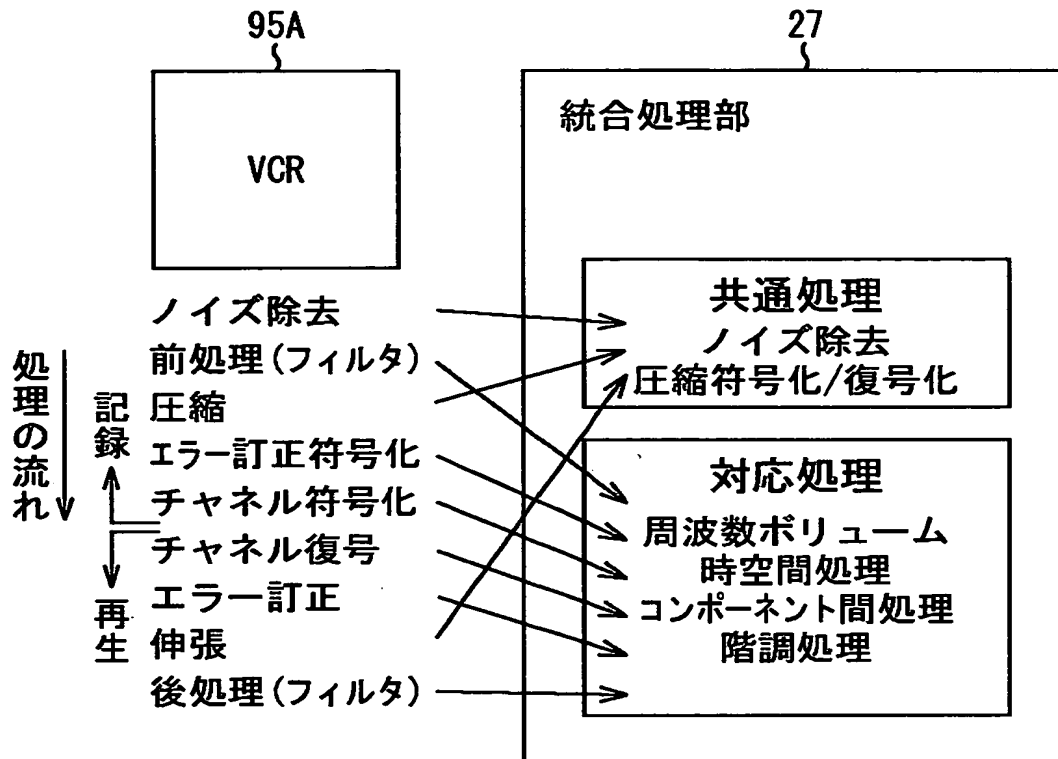 95A
27
VCR
統合処理部
処理の流れ
記録
再生
ノイズ除去
前処理(フィルタ)
圧縮
エラー訂正符号化
チャネル符号化
チャネル復号
エラー訂正
伸張
後処理(フィルタ)
共通処理
ノイズ除去
圧縮符号化/復号化
対応処理
周波数ボリューム
時空間処理
コンポーネント間処理
階調処理